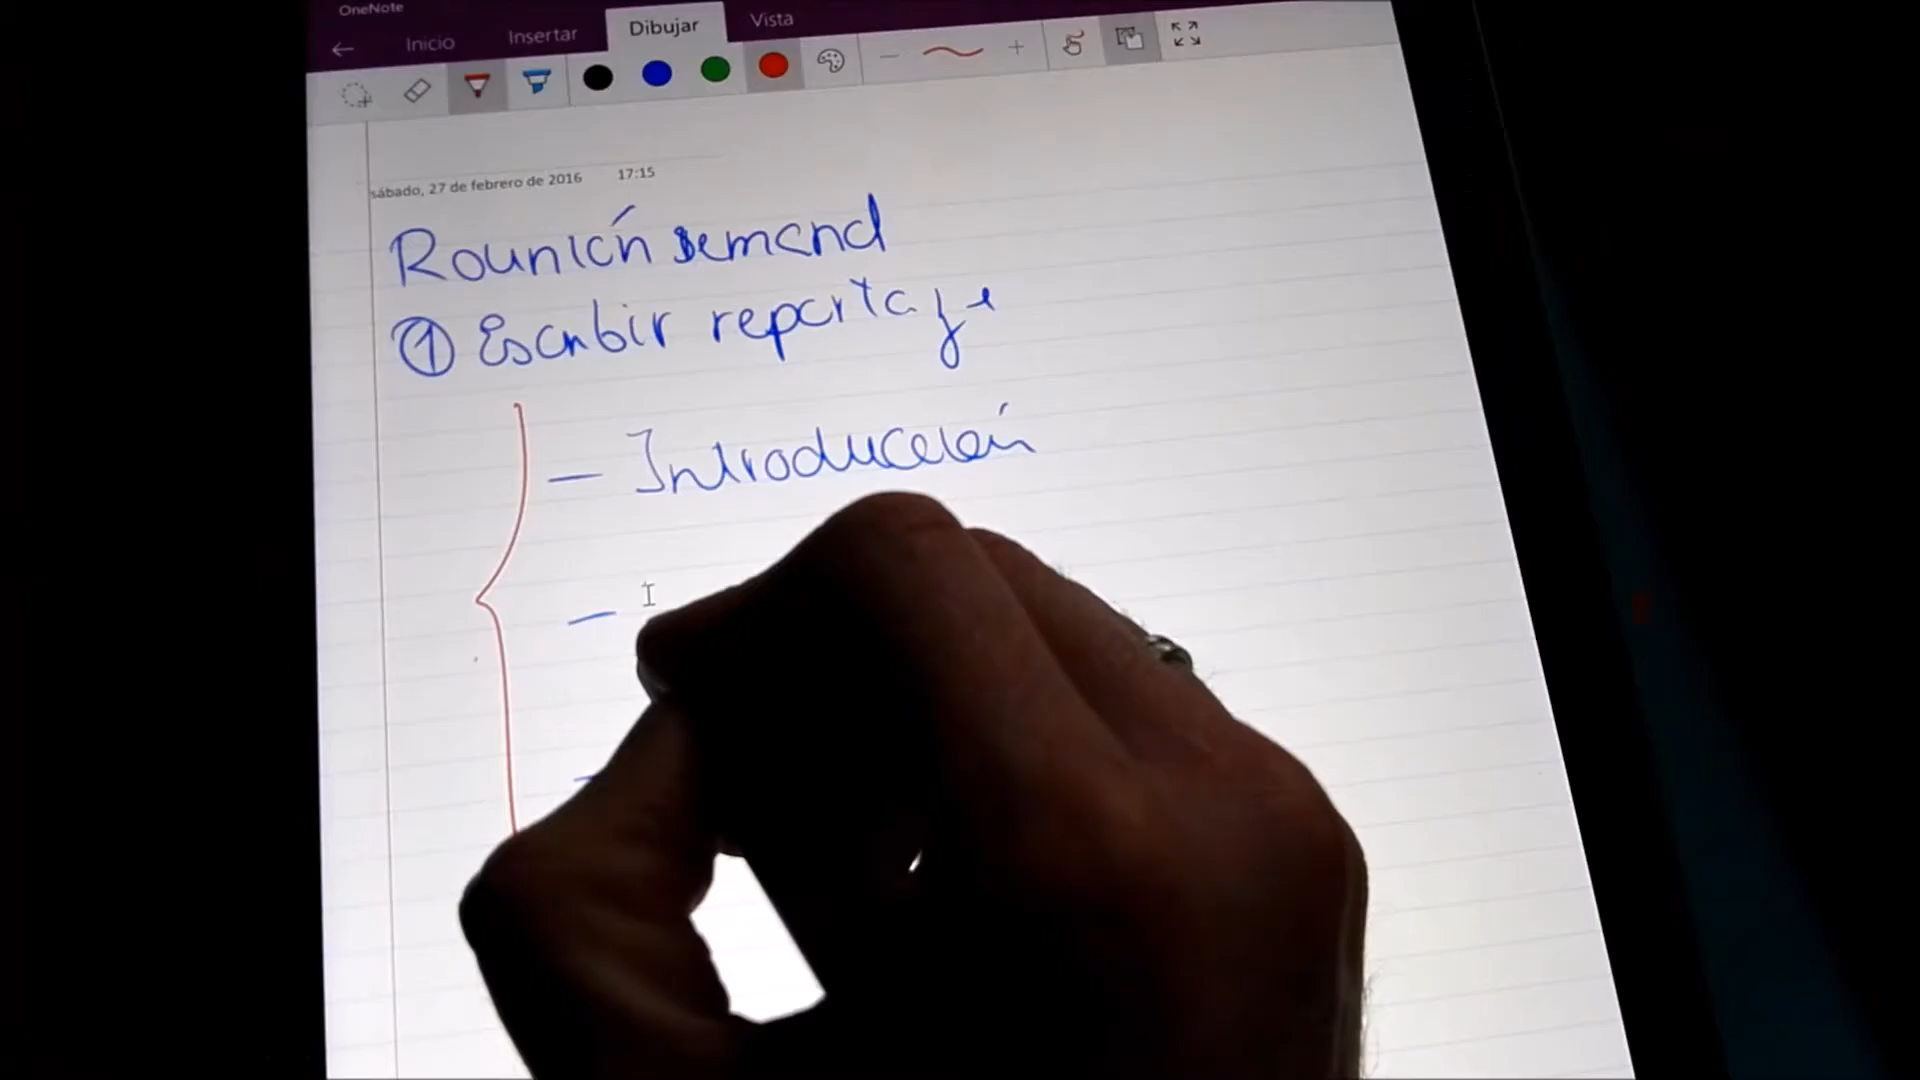 OneNote
Inicio Insertar Dibujar Vista
sábado, 27 de febrero de 2016 17:15
Reunión semanal
① Escribir reportaje
— Introducción
—